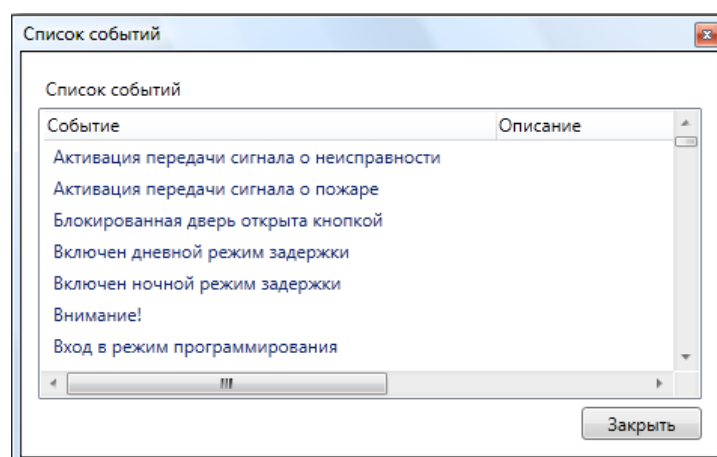 Список событий
Список событий
Событие Описание
Активация передачи сигнала о неисправности
Активация передачи сигнала о пожаре
Блокированная дверь открыта кнопкой
Включен дневной режим задержки
Включен ночной режим задержки
Внимание!
Вход в режим программирования
Закрыть